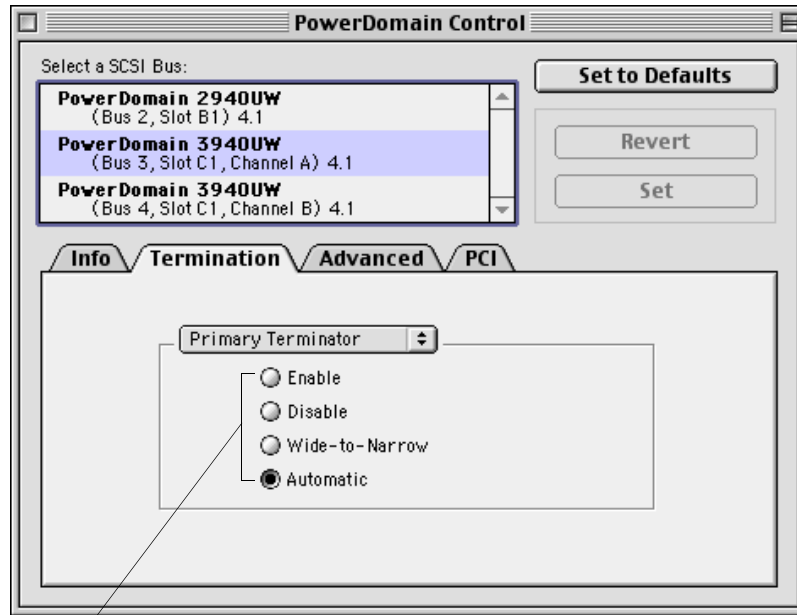 PowerDomain Control
Select a SCSI Bus:
PowerDomain 2940UW
(Bus 2, Slot B1) 4.1
PowerDomain 3940UW
(Bus 3, Slot C1, Channel A) 4.1
PowerDomain 3940UW
(Bus 4, Slot C1, Channel B) 4.1
Set to Defaults
Revert
Set
Info
Termination
Advanced
PCI
Primary Terminator
Enable
Disable
Wide-to-Narrow
Automatic